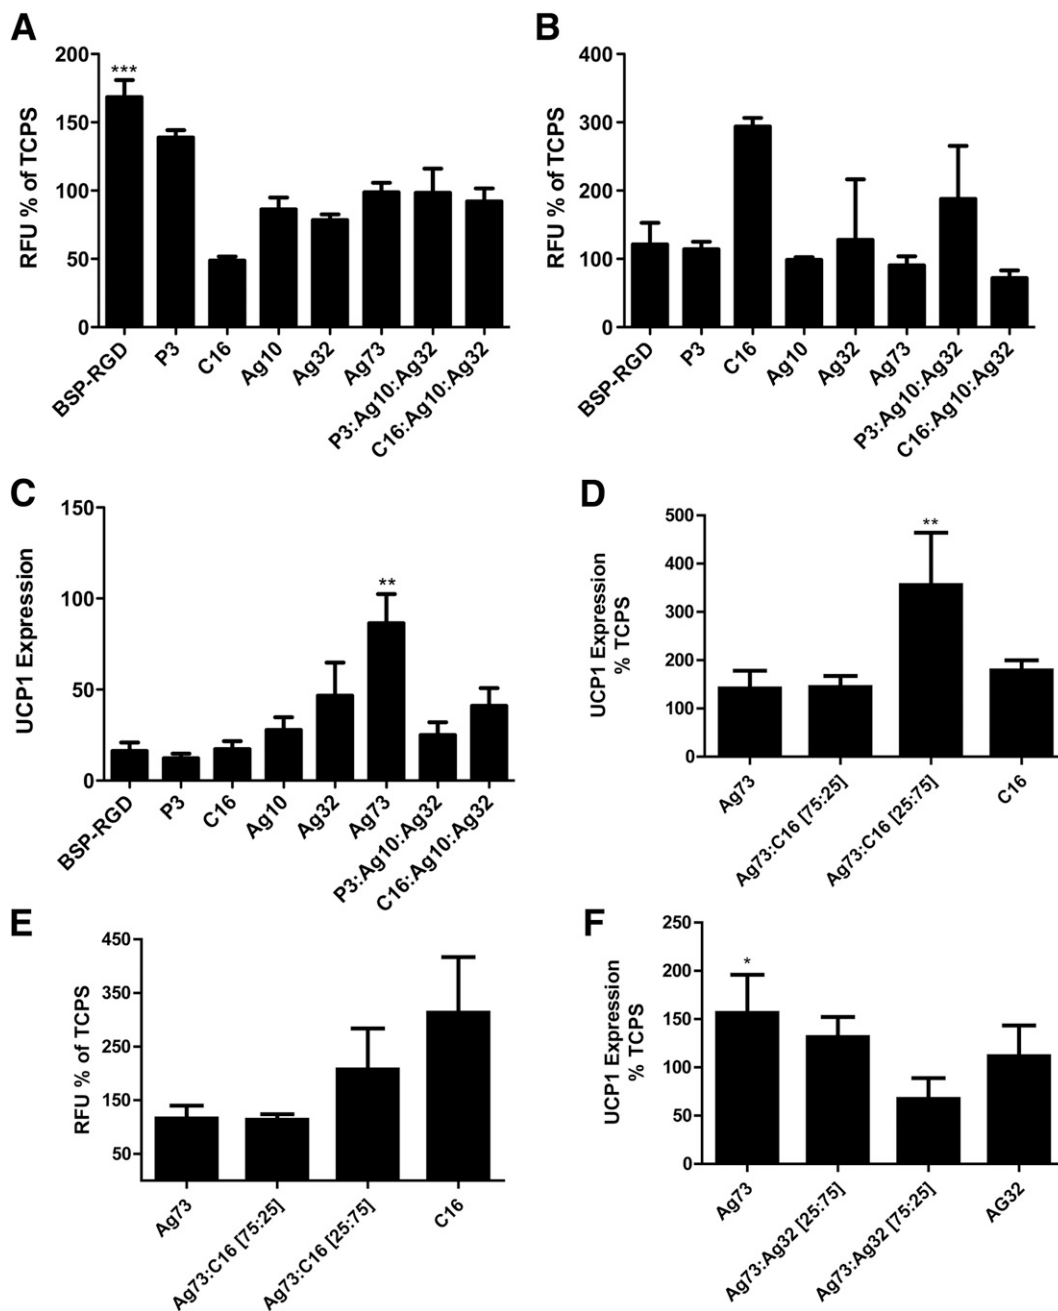 A
RFU % of TCPS
200
150
100
50
0
***
BSP-RGD
P3
C16
Ag10
Ag32
Ag73
P3:Ag10:Ag32
C16:Ag10:Ag32
B
RFU % of TCPS
400
300
200
100
0
BSP-RGD
P3
C16
Ag10
Ag32
Ag73
P3:Ag10:Ag32
C16:Ag10:Ag32
C
UCP1 Expression
150
100
50
0
**
BSP-RGD
P3
C16
Ag10
Ag32
Ag73
P3:Ag10:Ag32
C16:Ag10:Ag32
D
UCP1 Expression
% TCPS
500
400
300
200
100
0
**
Ag73
Ag73:C16 [75:25]
Ag73:C16 [25:75]
C16
E
RFU % of TCPS
450
350
250
150
50
Ag73
Ag73:C16 [75:25]
Ag73:C16 [25:75]
C16
F
UCP1 Expression
% TCPS
250
200
150
100
50
0
*
Ag73
Ag73:Ag32 [25:75]
Ag73:Ag32 [75:25]
AG32